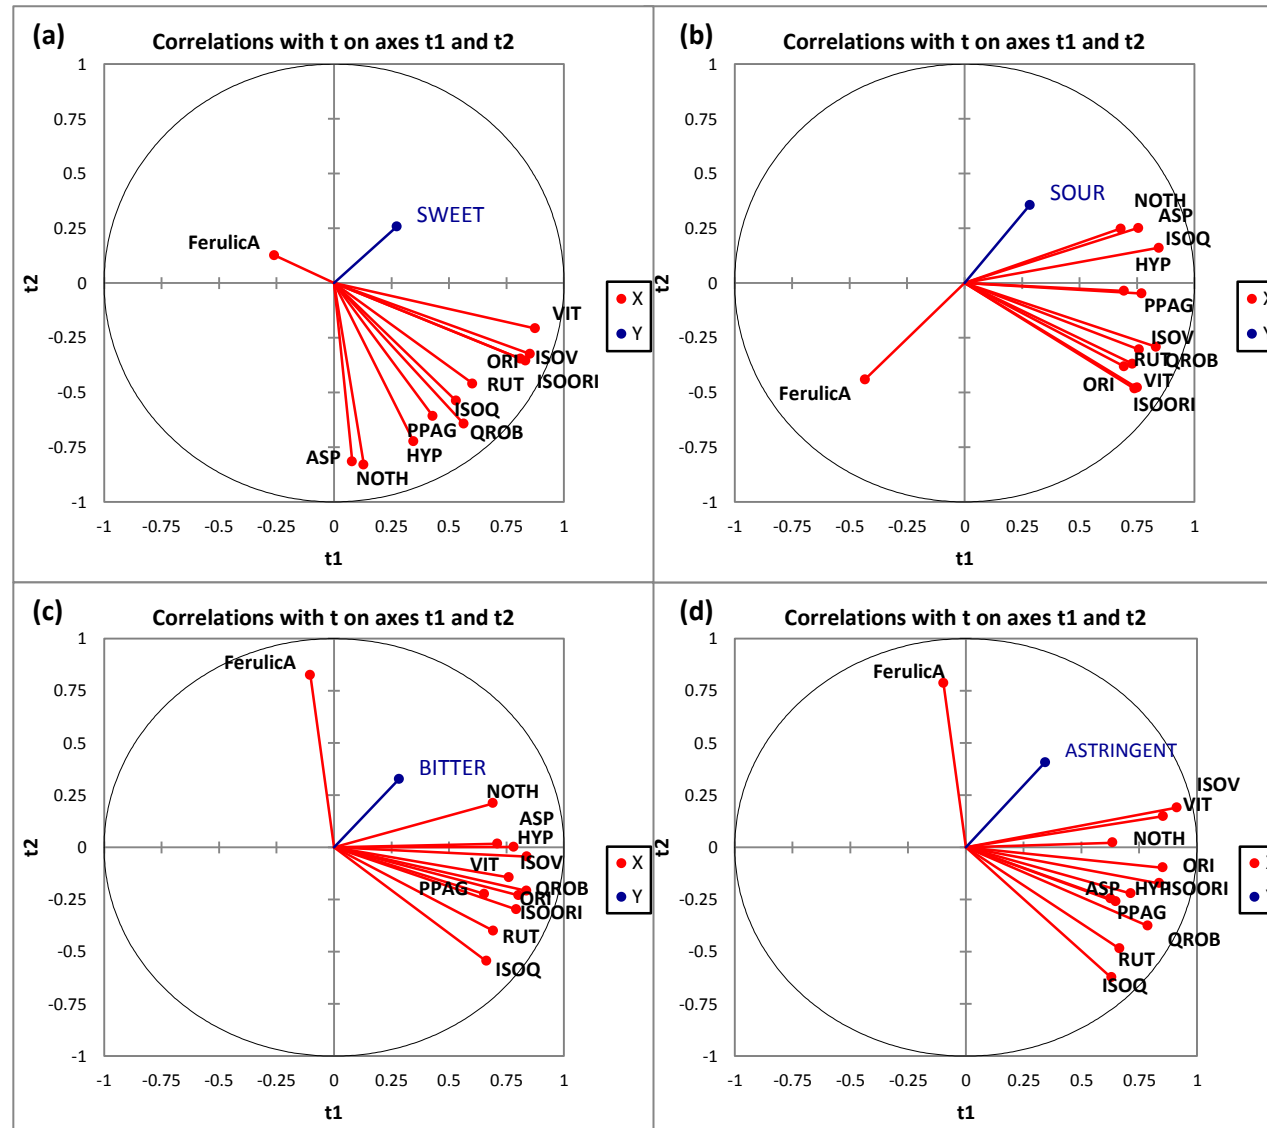 (a)
Correlations with t on axes t1 and t2
1
0.75
0.5
0.25
0
-0.25
-0.5
-0.75
-1
t2
SWEET
FerulicA
VIT
ORI
ISOV
RUT
ISOORI
ISOQ
PPAG
QROB
HYP
ASP
NOTH
-1 -0.75 -0.5 -0.25 0 0.25 0.5 0.75 1
t1
X
Y
(b)
Correlations with t on axes t1 and t2
1
0.75
0.5
0.25
0
-0.25
-0.5
-0.75
-1
t2
SOUR
NOTH
ASP
ISOQ
HYP
PPAG
ISOV
RUT
QROB
ORI
VIT
ISOORI
FerulicA
-1 -0.75 -0.5 -0.25 0 0.25 0.5 0.75 1
t1
(c)
Correlations with t on axes t1 and t2
1
0.75
0.5
0.25
0
-0.25
-0.5
-0.75
-1
t2
FerulicA
BITTER
NOTH
ASP
HYP
VIT
ISOV
PPAG
QROB
ORI
ISOORI
RUT
ISOQ
-1 -0.75 -0.5 -0.25 0 0.25 0.5 0.75 1
t1
X
Y
(d)
Correlations with t on axes t1 and t2
1
0.75
0.5
0.25
0
-0.25
-0.5
-0.75
-1
t2
FerulicA
ASTRINGENT
ISOV
VIT
NOTH
ORI
ASP
HYP
ISOORI
PPAG
QROB
RUT
ISOQ
-1 -0.75 -0.5 -0.25 0 0.25 0.5 0.75 1
t1